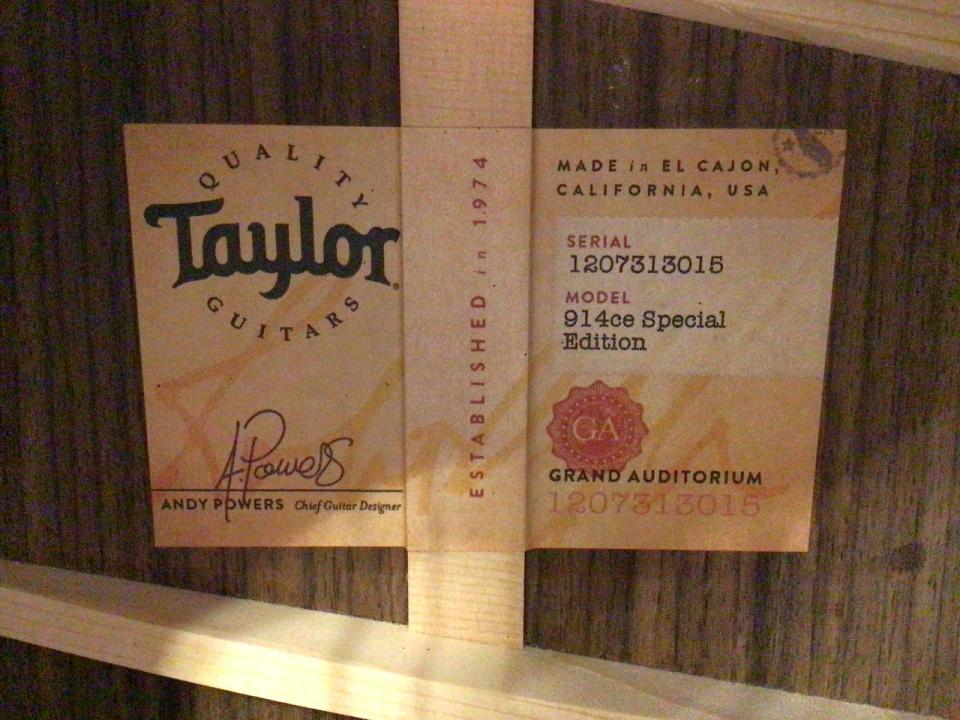 QUALITY
Taylor
GUITARS
A. Powers
ANDY POWERS Chief Guitar Designer
ESTABLISHED in 1974
MADE in EL CAJON,
CALIFORNIA, USA
SERIAL
1207313015
MODEL
914ce Special
Edition
GA
GRAND AUDITORIUM
1207313015